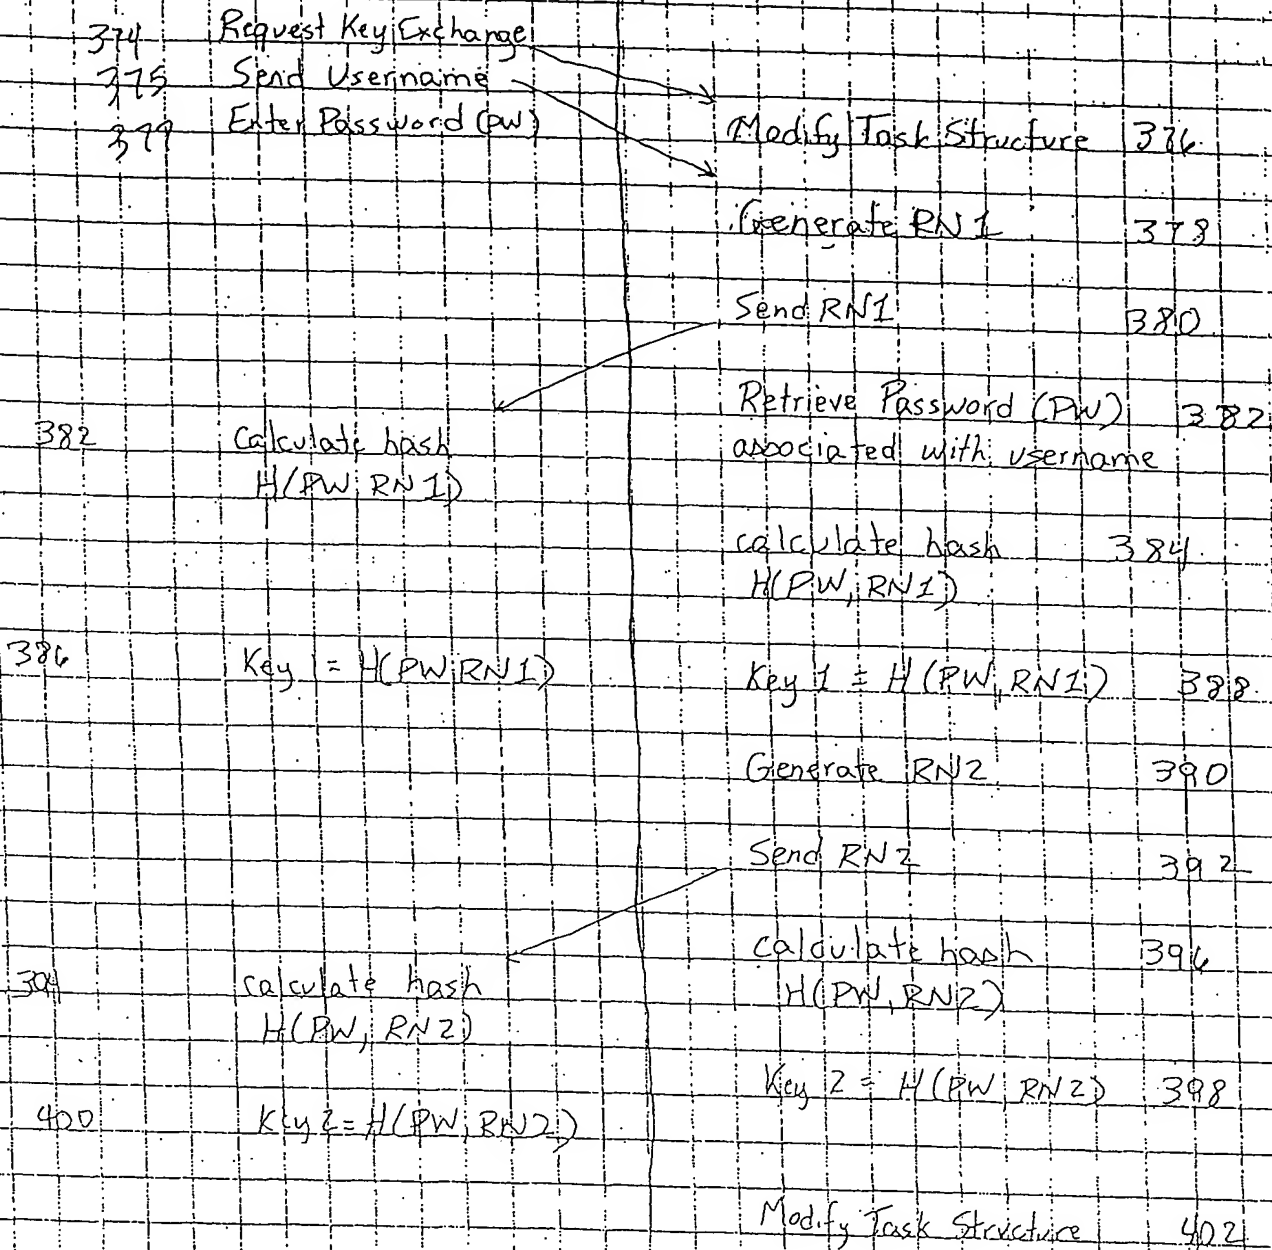 374 Request Key Exchange
375 Send Username
377 Enter Password (PW)
Modify Task Structure 376
Generate RN1 378
Send RN1 380
Retrieve Password (PW) 382
associated with username
382 calculate hash
H(PW, RN1)
calculate hash 384
H(PW, RN1)
386 Key 1 = H(PW, RN1)
Key 1 = H(PW, RN1) 388
Generate RN2 390
Send RN2 392
calculate hash 396
H(PW, RN2)
394 calculate hash
H(PW, RN2)
Key 2 = H(PW, RN2) 398
400 Key 2 = H(PW, RN2)
Modify Task Structure 402